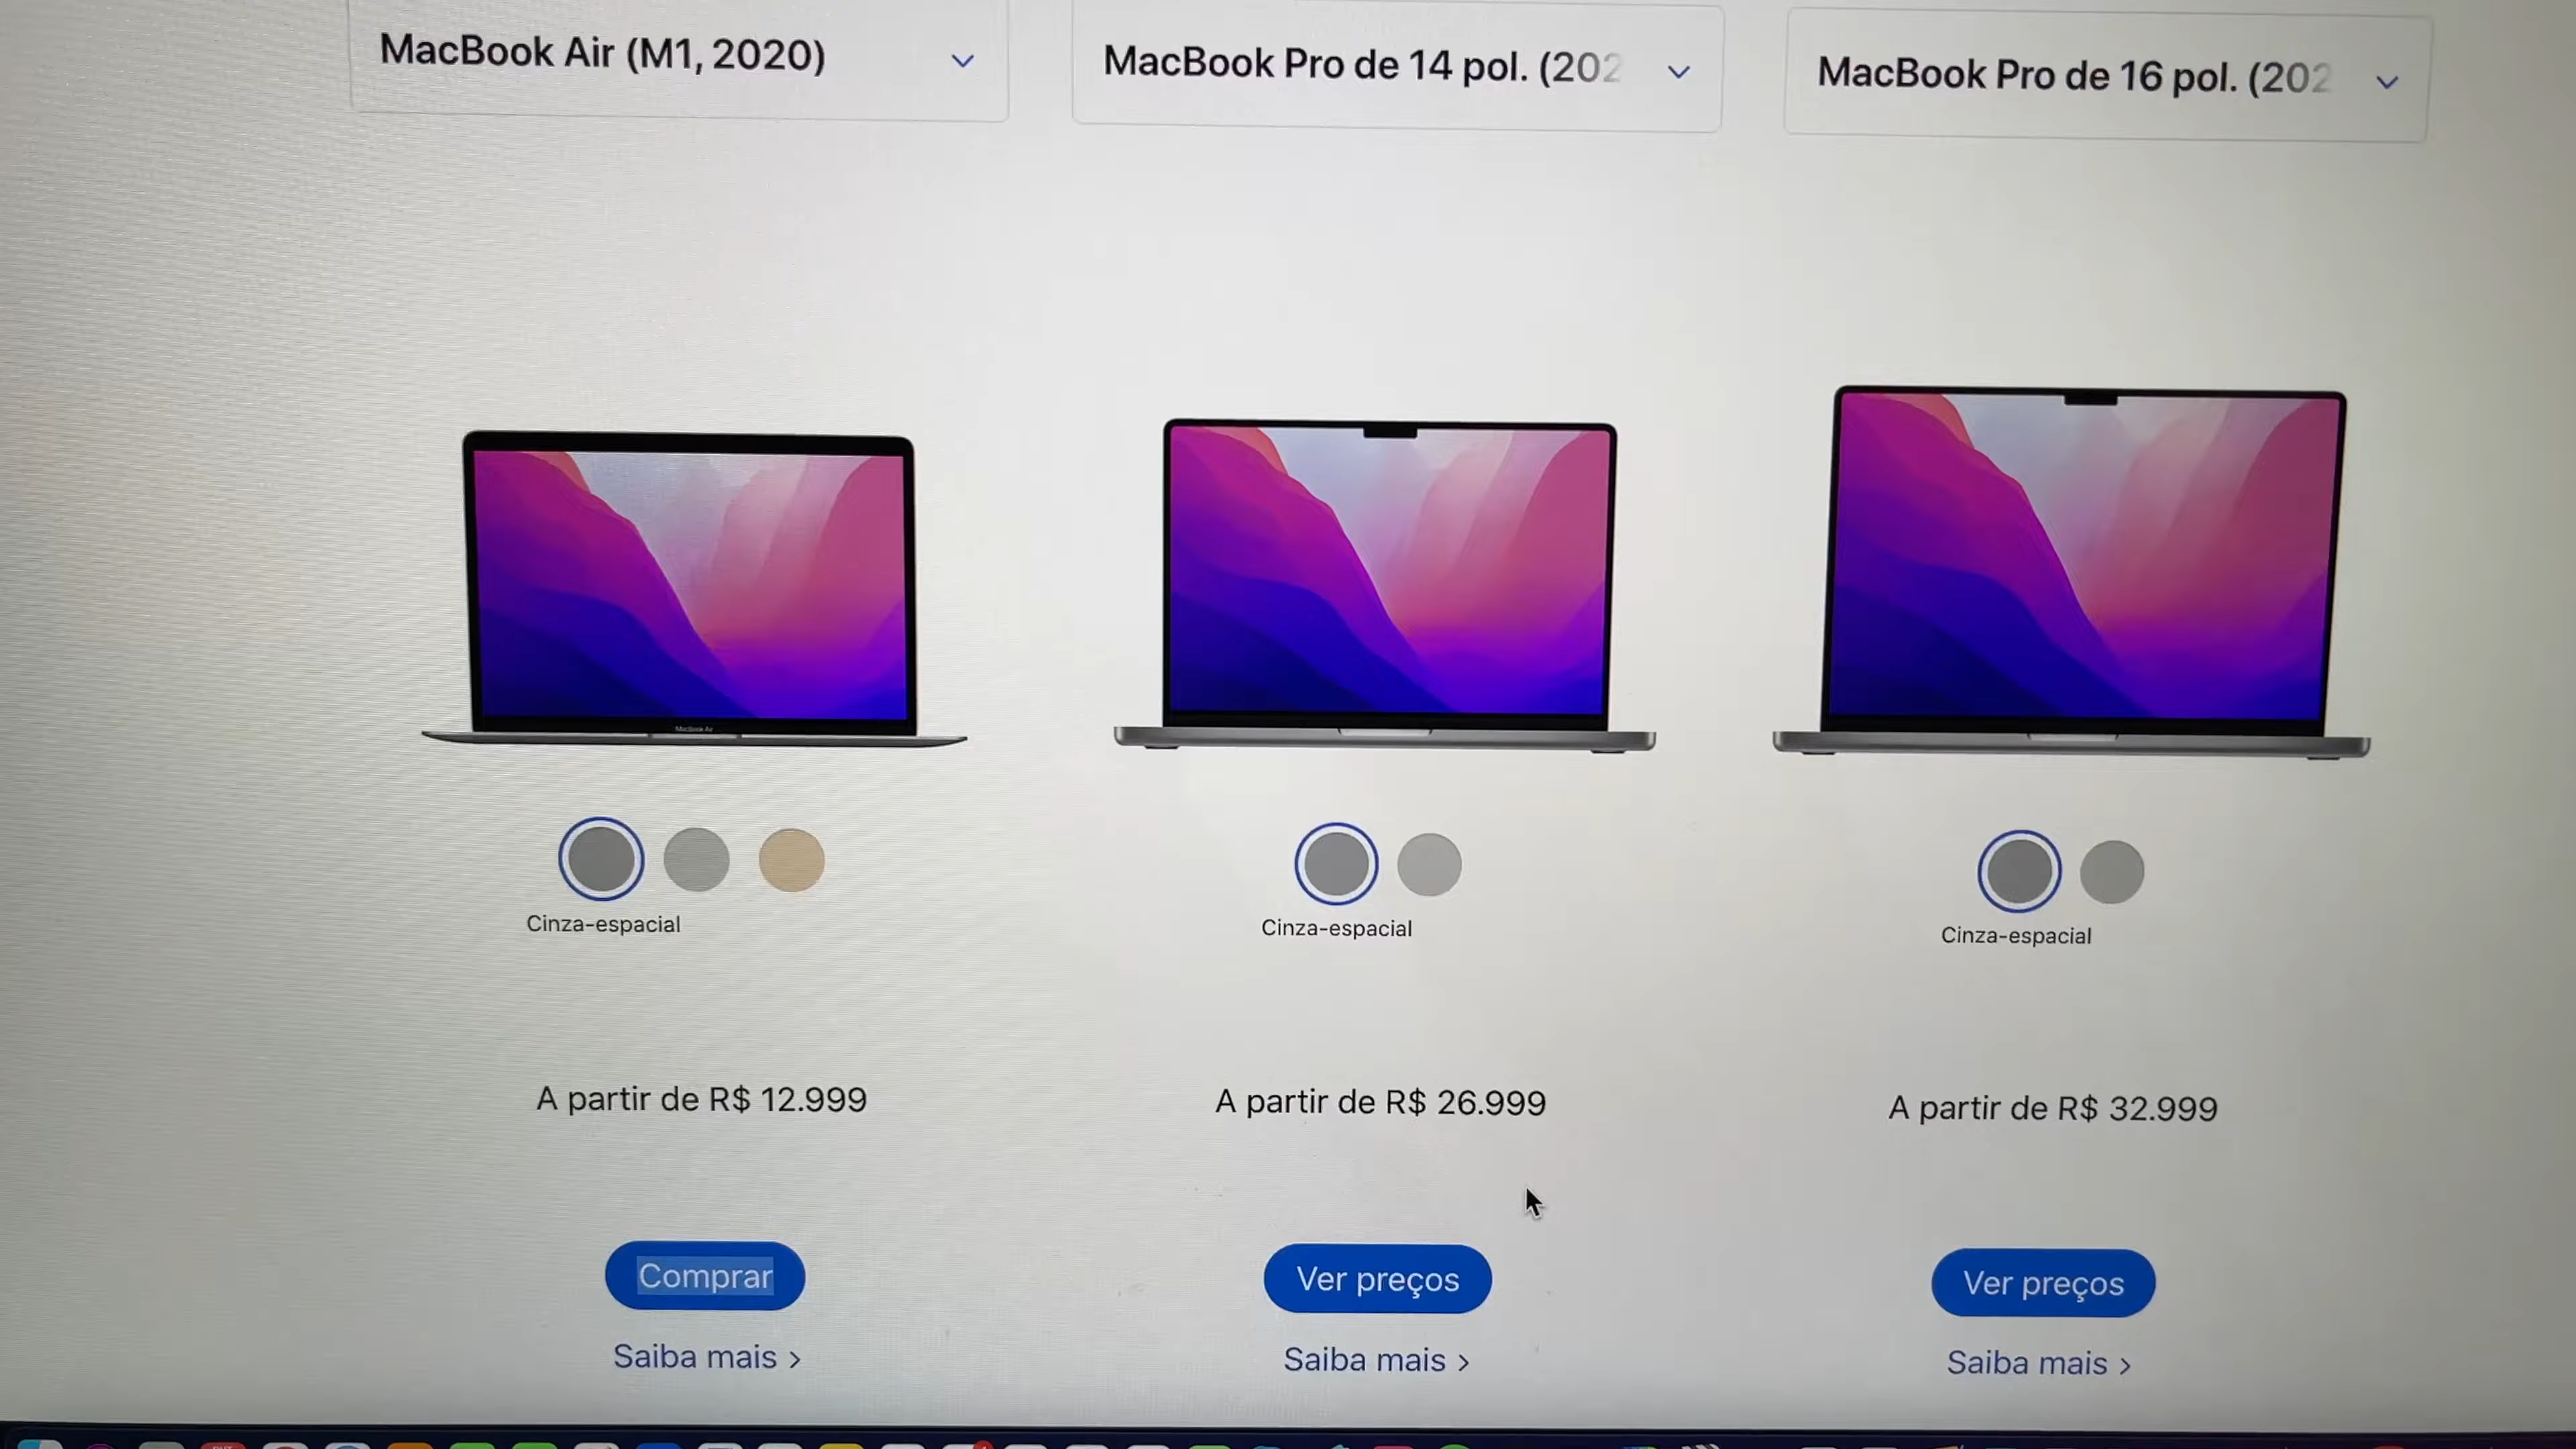 MacBook Air (M1, 2020)
MacBook Pro de 14 pol. (202
MacBook Pro de 16 pol. (202
MacBook Air
Cinza-espacial
Cinza-espacial
Cinza-espacial
A partir de R$ 12.999
A partir de R$ 26.999
A partir de R$ 32.999
Comprar
Ver preços
Ver preços
Saiba mais >
Saiba mais >
Saiba mais >